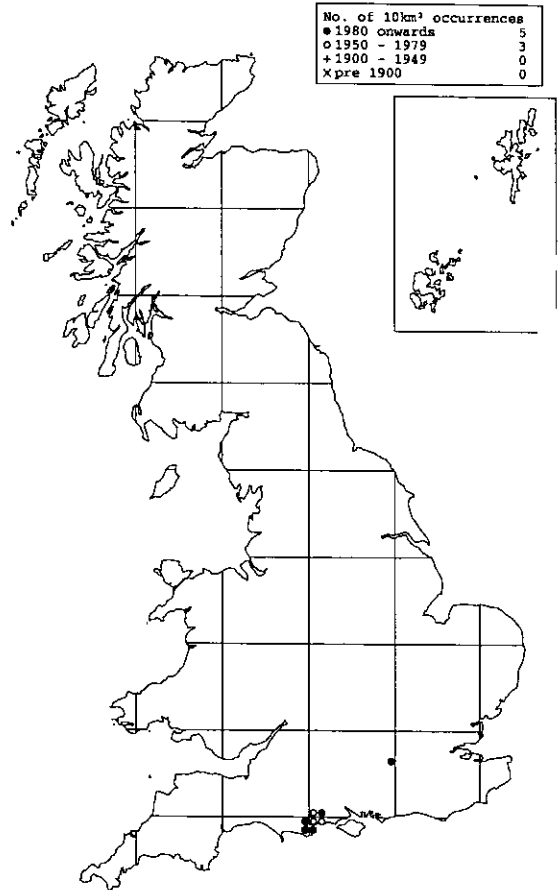 No. of 10km² occurrences
● 1980 onwards 5
o 1950 - 1979 3
+ 1900 - 1949 0
x pre 1900 0